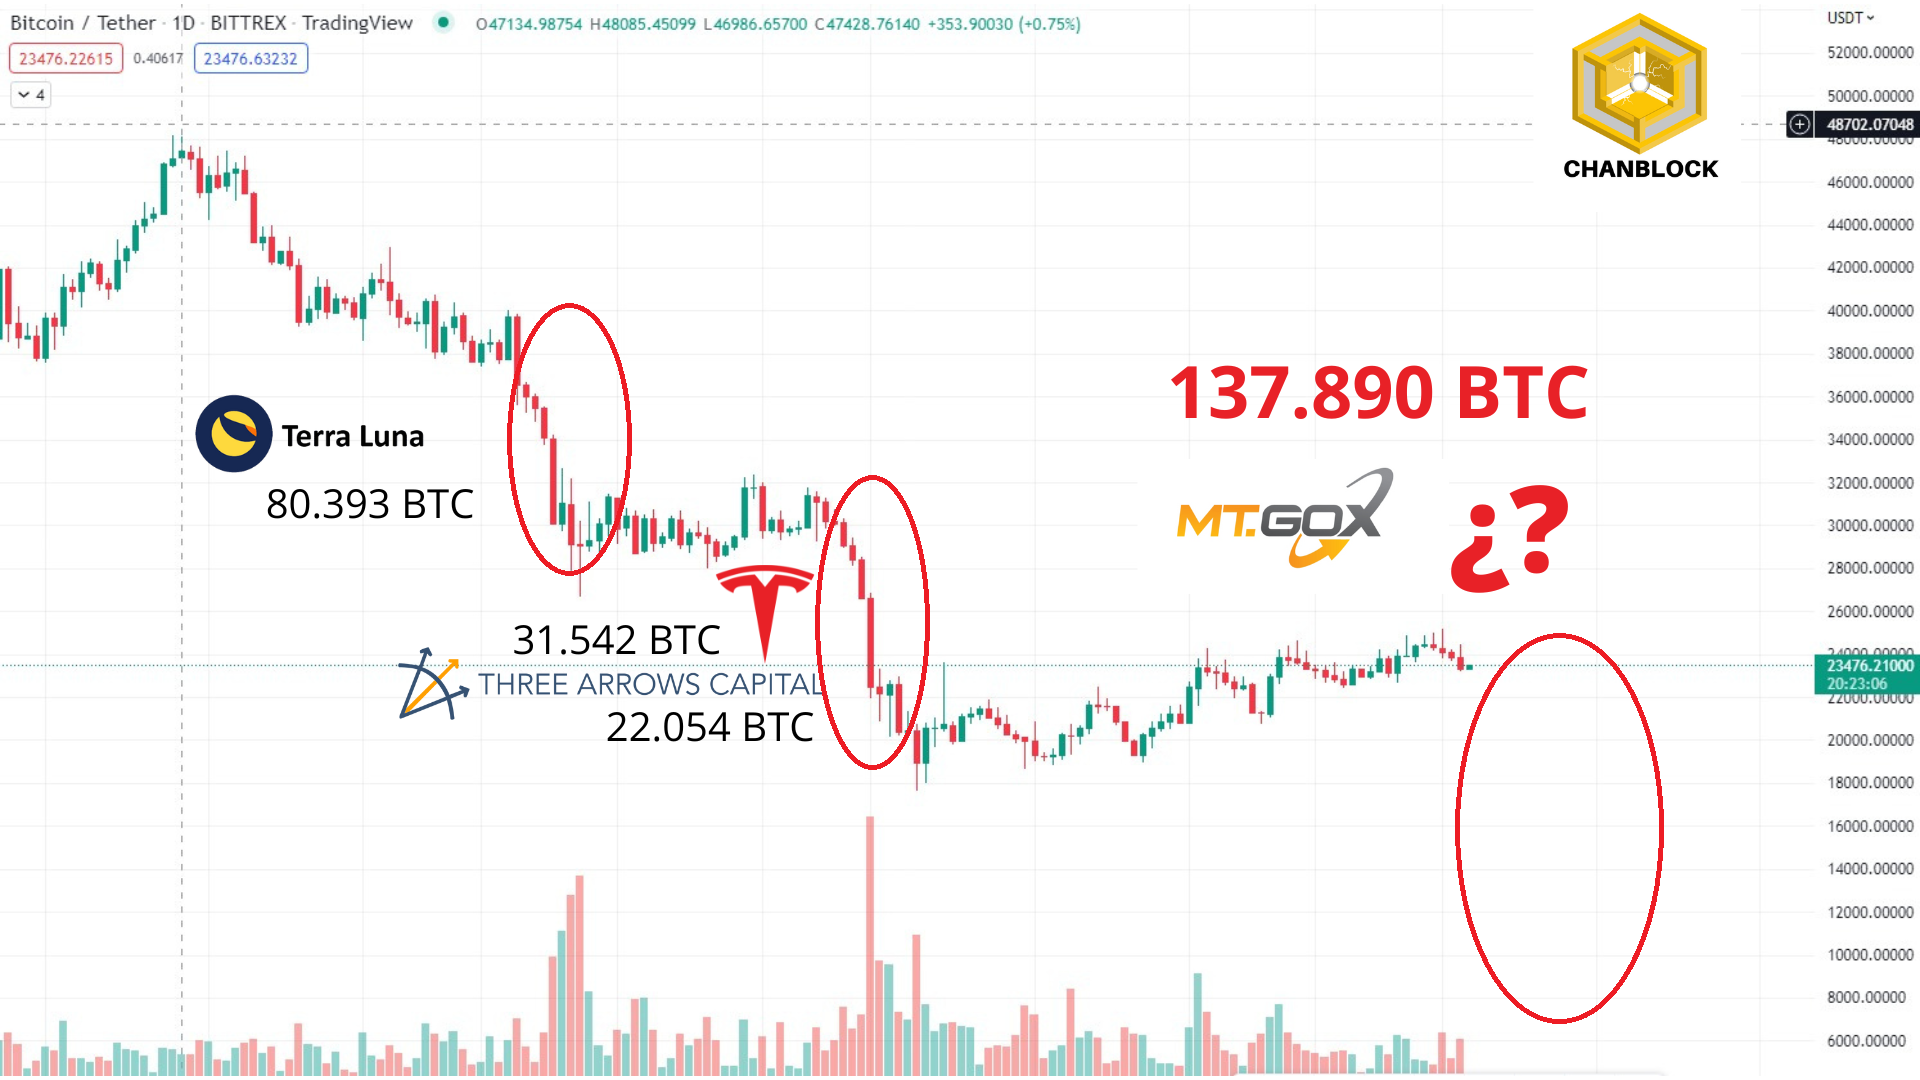 Bitcoin / Tether · 1D · BITTREX · TradingView O47134.98754 H48085.45099 L46986.65700 C47428.76140 +353.90030 (+0.75%)
23476.22615 0.40617 23476.63232
4
USDT
52000.00000
50000.00000
48702.07048
48000.00000
46000.00000
44000.00000
42000.00000
40000.00000
38000.00000
36000.00000
34000.00000
32000.00000
30000.00000
28000.00000
26000.00000
24000.00000
23476.21000
20:23:06
22000.00000
20000.00000
18000.00000
16000.00000
14000.00000
12000.00000
10000.00000
8000.00000
6000.00000
CHANBLOCK
137.890 BTC
Terra Luna
80.393 BTC
MT.GOX ¿?
31.542 BTC
THREE ARROWS CAPITAL
22.054 BTC